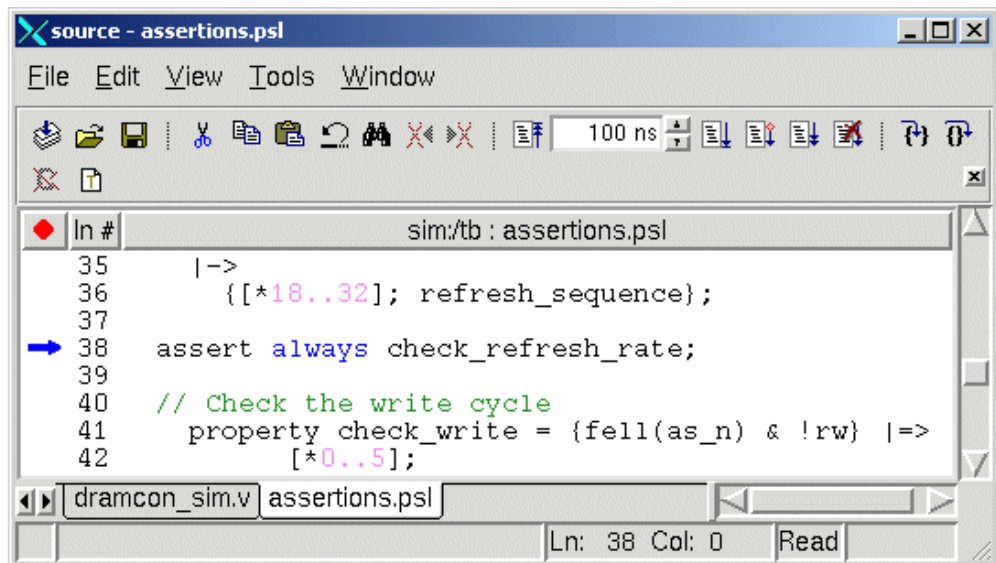 source - assertions.psl
File Edit View Tools Window
100 ns
ln # sim:/tb : assertions.psl
35 |->
36 {[*18..32]; refresh_sequence};
37
38 assert always check_refresh_rate;
39
40 // Check the write cycle
41 property check_write = {fell(as_n) & !rw} |=>
42 [*0..5];
dramcon_sim.v assertions.psl
Ln: 38 Col: 0 Read